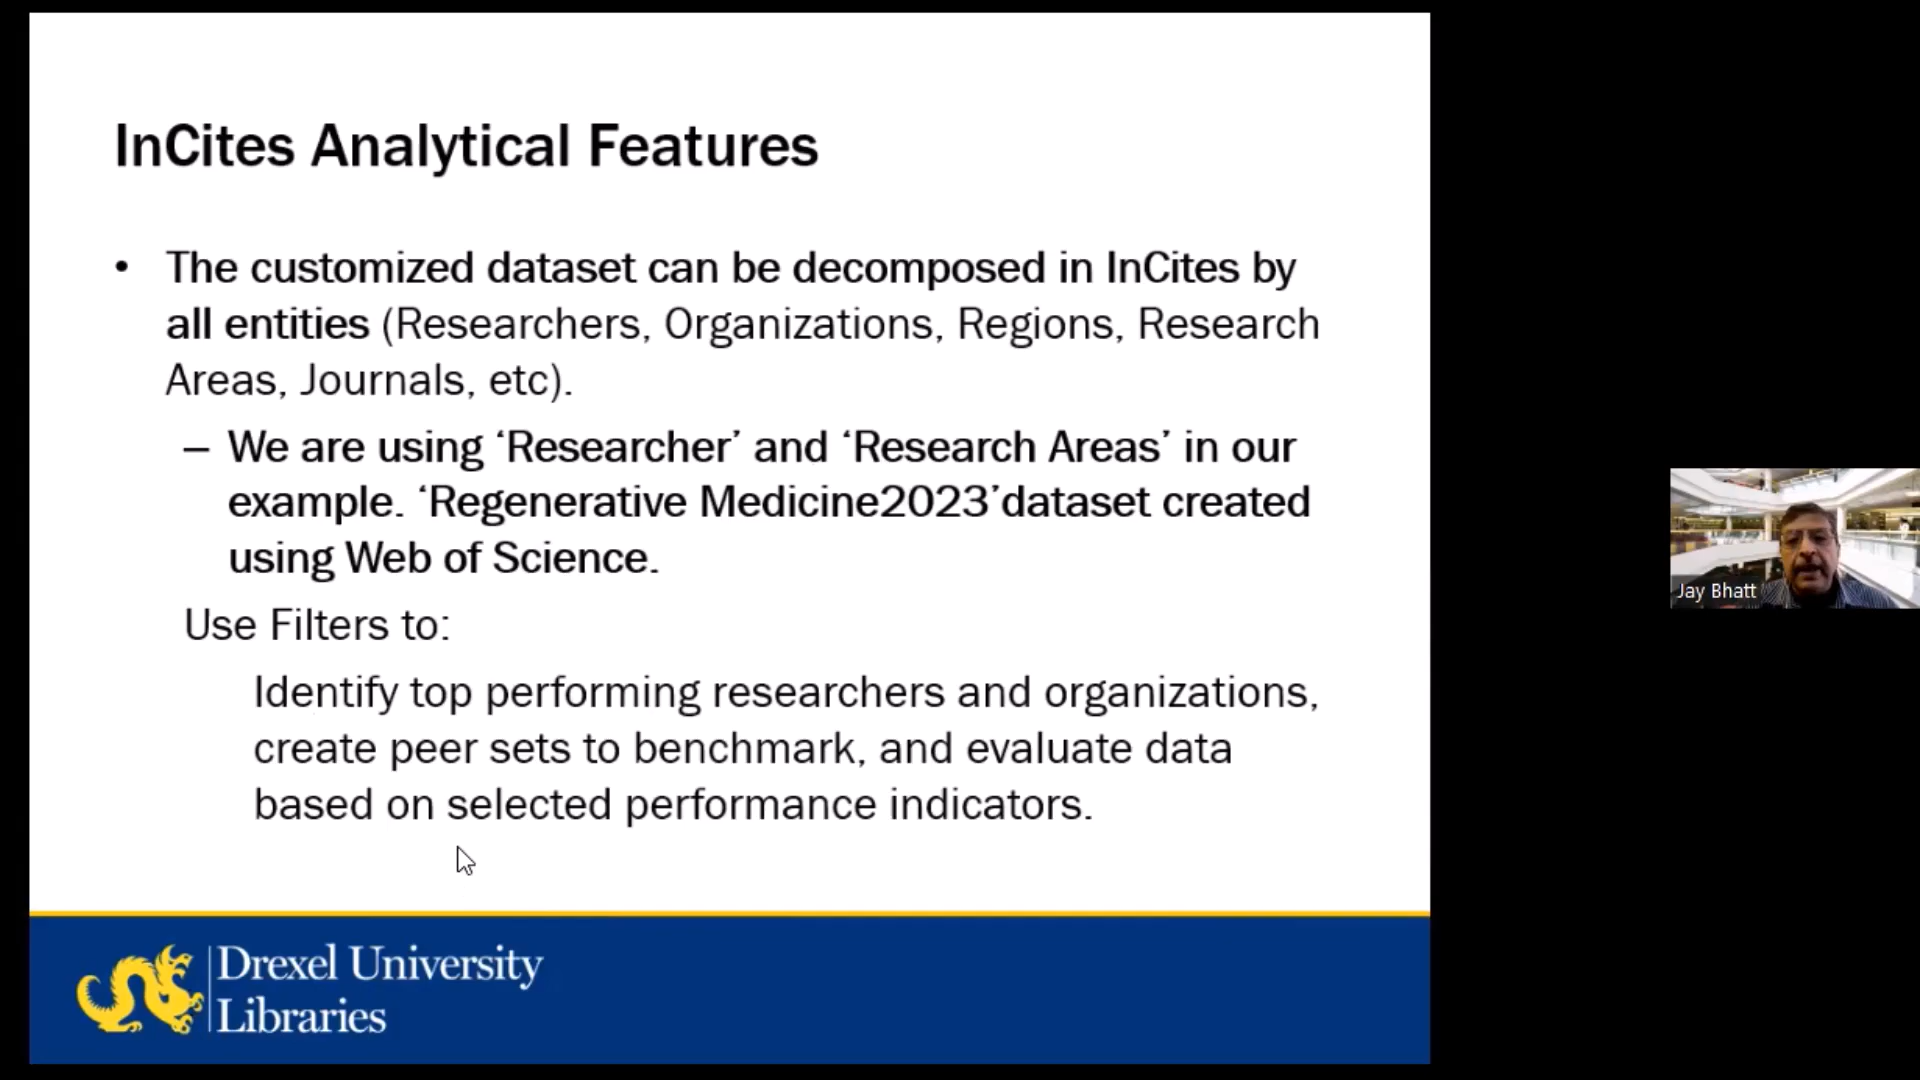 InCites Analytical Features
• The customized dataset can be decomposed in InCites by
all entities (Researchers, Organizations, Regions, Research
Areas, Journals, etc).
– We are using ‘Researcher’ and ‘Research Areas’ in our
example. ‘Regenerative Medicine2023’dataset created
using Web of Science.
Use Filters to:
Identify top performing researchers and organizations,
create peer sets to benchmark, and evaluate data
based on selected performance indicators.
Jay Bhatt
Drexel University
Libraries